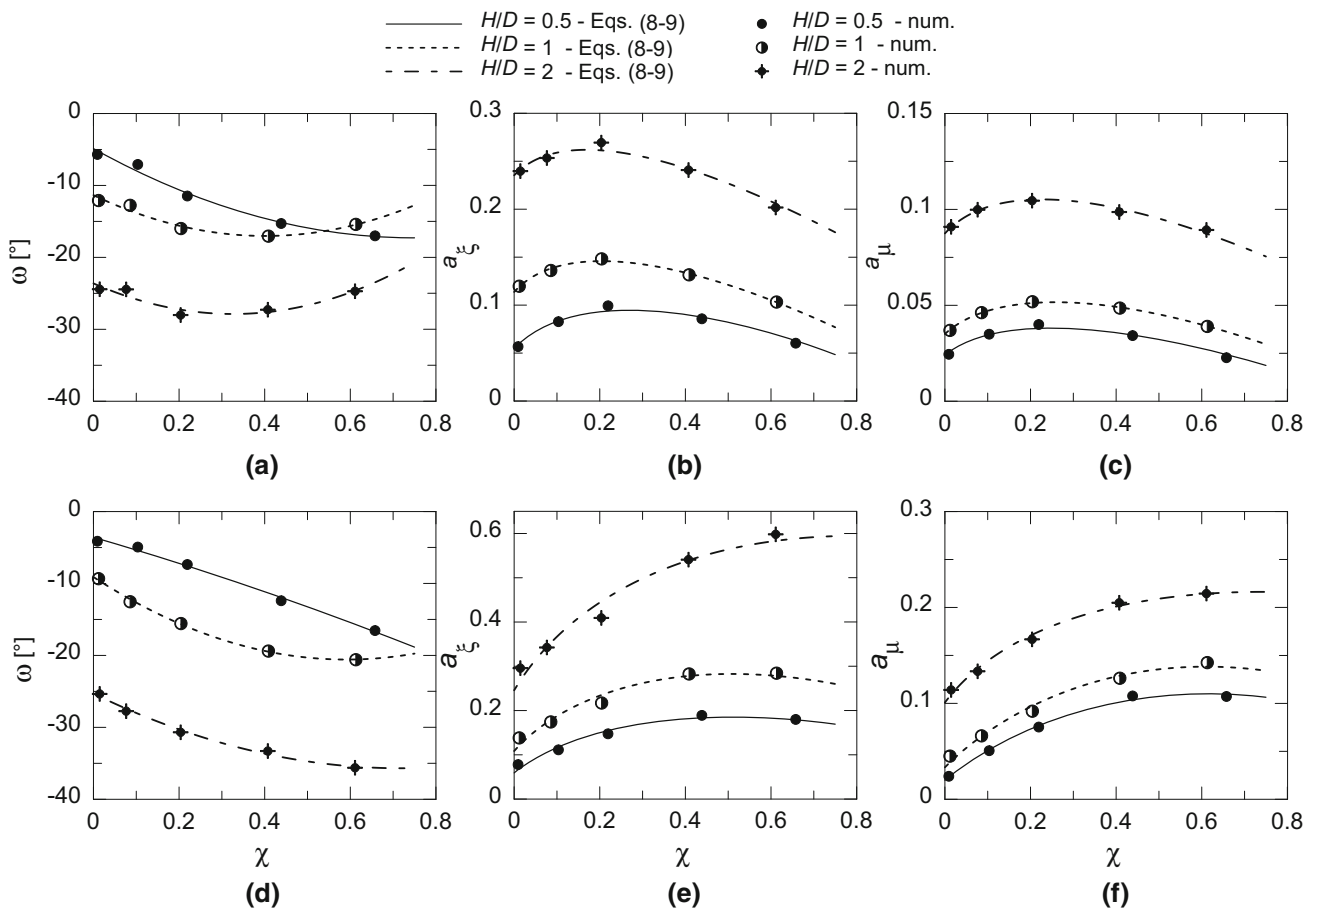 H/D = 0.5 - Eqs. (8-9) H/D = 0.5 - num.
H/D = 1 - Eqs. (8-9) H/D = 1 - num.
H/D = 2 - Eqs. (8-9) H/D = 2 - num.
0
-10
-20
-30
-40
ω [°]
0 0.2 0.4 0.6 0.8
(a)
0.3
0.2
0.1
0
a_ξ
0 0.2 0.4 0.6 0.8
(b)
0.15
0.1
0.05
0
a_μ
0 0.2 0.4 0.6 0.8
(c)
0
-10
-20
-30
-40
ω [°]
0 0.2 0.4 0.6 0.8
χ
(d)
0.6
0.4
0.2
0
a_ξ
0 0.2 0.4 0.6 0.8
χ
(e)
0.3
0.2
0.1
0
a_μ
0 0.2 0.4 0.6 0.8
χ
(f)